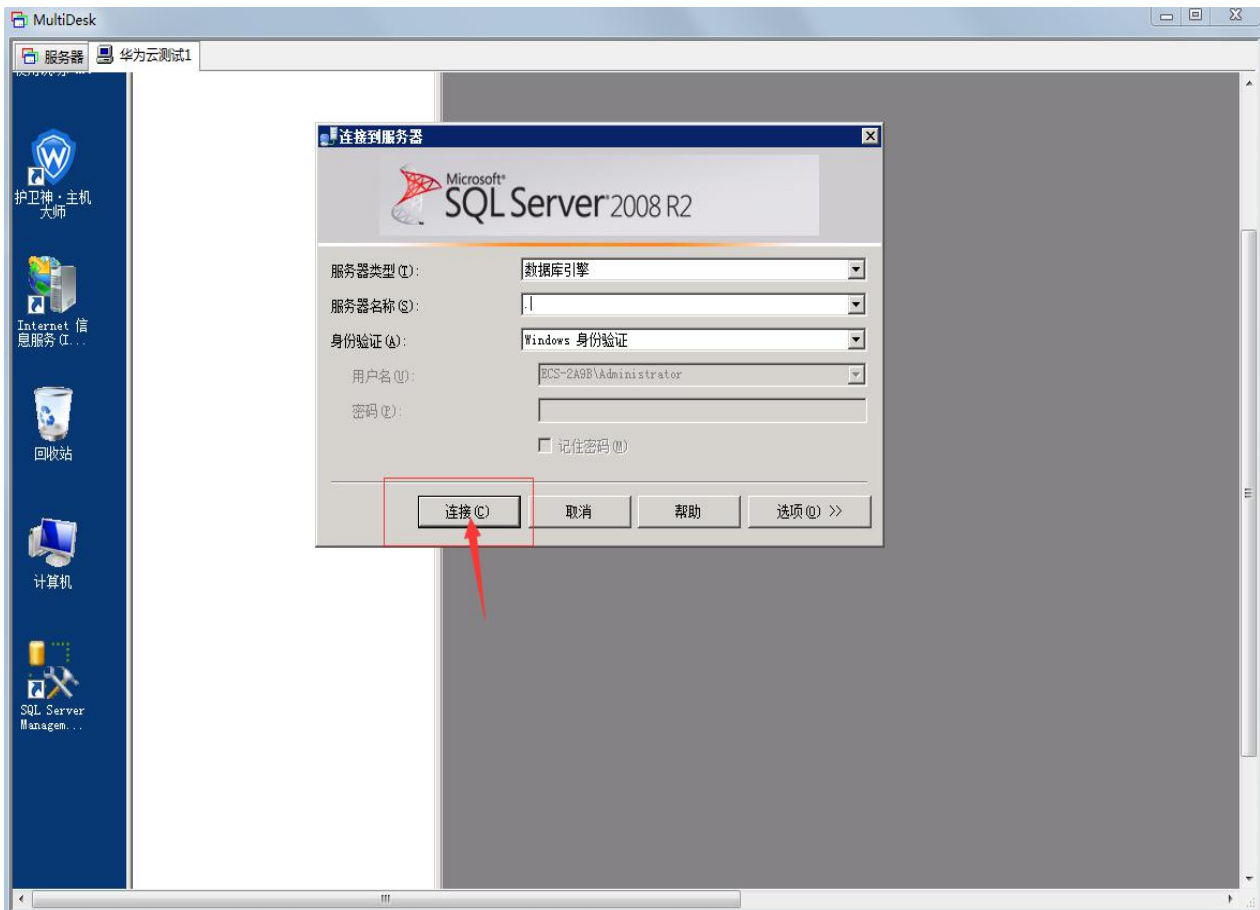 MultiDesk
服务器
华为云测试1
护卫神·主机
大师
Internet 信
息服务(I...
回收站
计算机
SQL Server
Managem...
连接到服务器
Microsoft®
SQL Server® 2008 R2
服务器类型(T):
数据库引擎
服务器名称(S):
.
身份验证(A):
Windows 身份验证
用户名(U):
ECS-2A9B\Administrator
密码(P):
记住密码(M)
连接(C)
取消
帮助
选项(O) >>